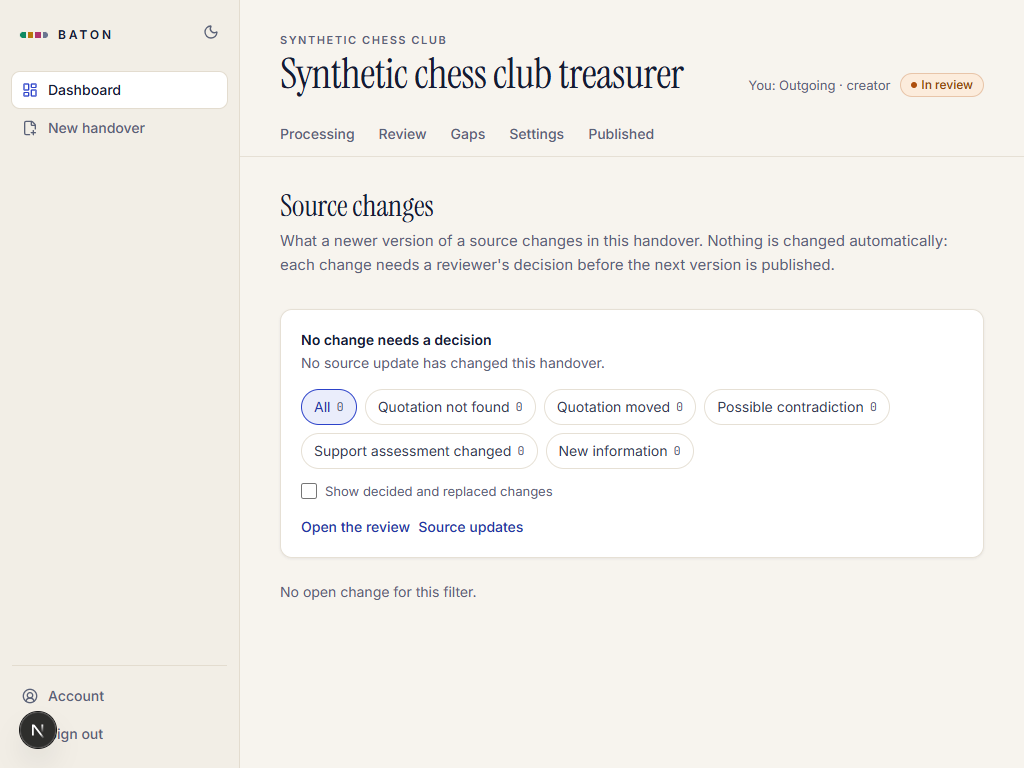 BATON
Dashboard
New handover
Account
ign out
N
SYNTHETIC CHESS CLUB
Synthetic chess club treasurer
You: Outgoing · creator
In review
Processing Review Gaps Settings Published
Source changes
What a newer version of a source changes in this handover. Nothing is changed automatically:
each change needs a reviewer's decision before the next version is published.
No change needs a decision
No source update has changed this handover.
All 0 Quotation not found 0 Quotation moved 0 Possible contradiction 0
Support assessment changed 0 New information 0
Show decided and replaced changes
Open the review Source updates
No open change for this filter.